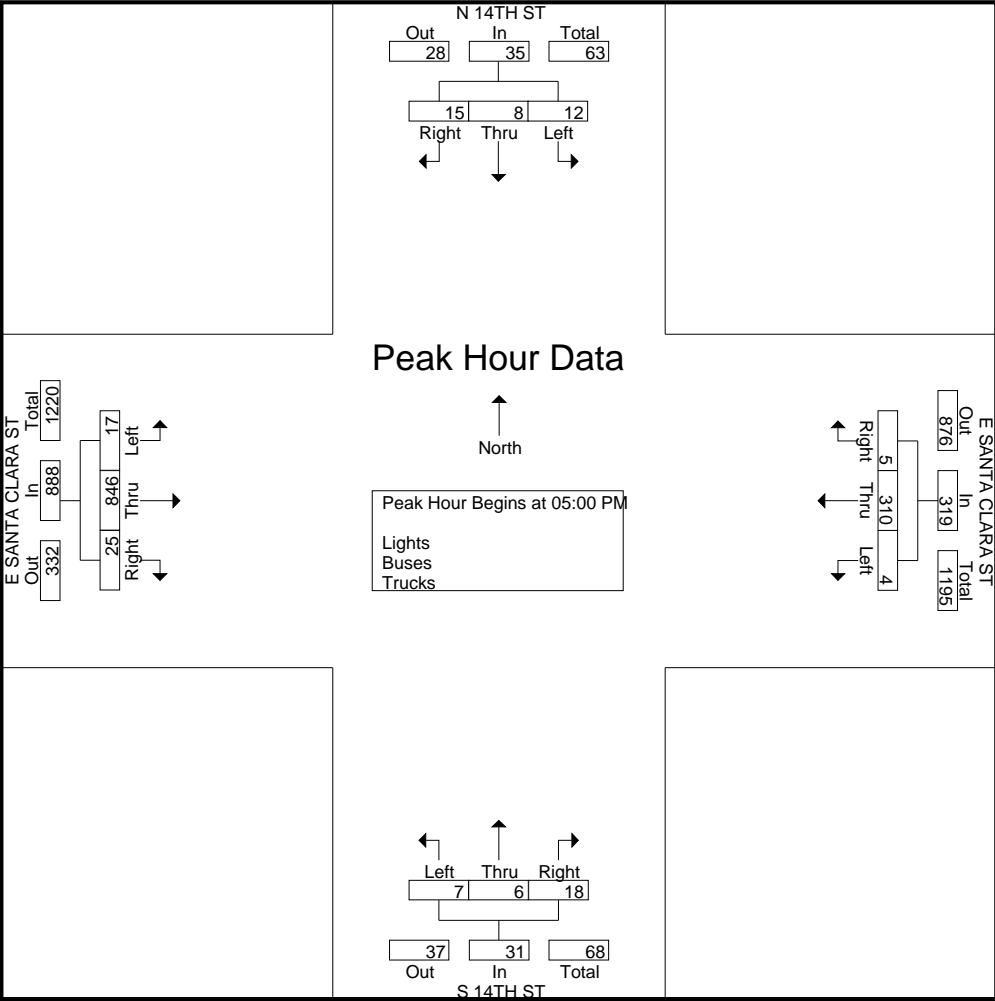 N 14TH ST
Out In Total
28 35 63
15 8 12
Right Thru Left
Peak Hour Data
North
Peak Hour Begins at 05:00 PM
Lights
Buses
Trucks
E SANTA CLARA ST
Total In Out
1220 888 332
17 846 25
Left Thru Right
E SANTA CLARA ST
Out In Total
876 319 1195
5 310 4
Right Thru Left
Left Thru Right
7 6 18
37 31 68
Out In Total
S 14TH ST